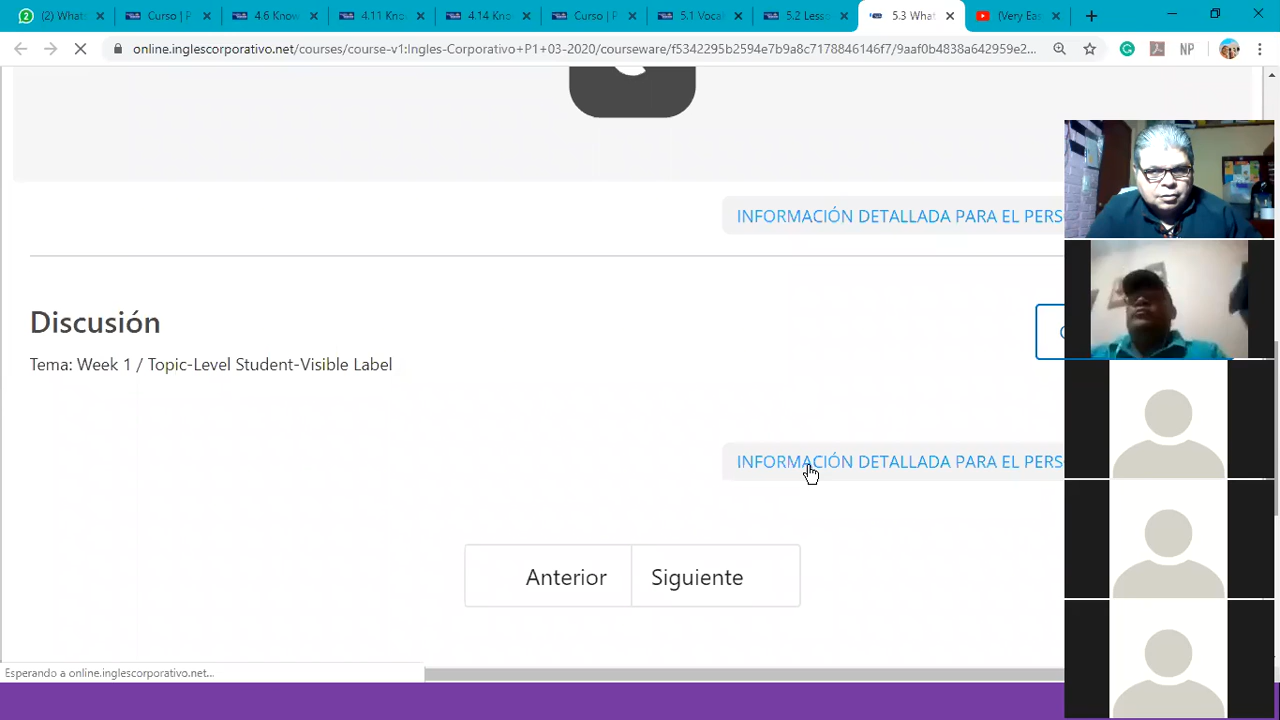 (2) Whats
Curso | P
4.6 Know
4.11 Kno
4.14 Kno
Curso | P
5.1 Vocal
5.2 Less
5.3 What
(Very Eas
online.inglescorporativo.net/courses/course-v1:Ingles-Corporativo+P1+03-2020/courseware/f5342295b2594e7b9a8c7178846146f7/9aaf0b4838a642959e2...
NP
INFORMACIÓN DETALLADA PARA EL PERS
Discusión
Tema: Week 1 / Topic-Level Student-Visible Label
INFORMACIÓN DETALLADA PARA EL PERS
Anterior
Siguiente
Esperando a online.inglescorporativo.net...